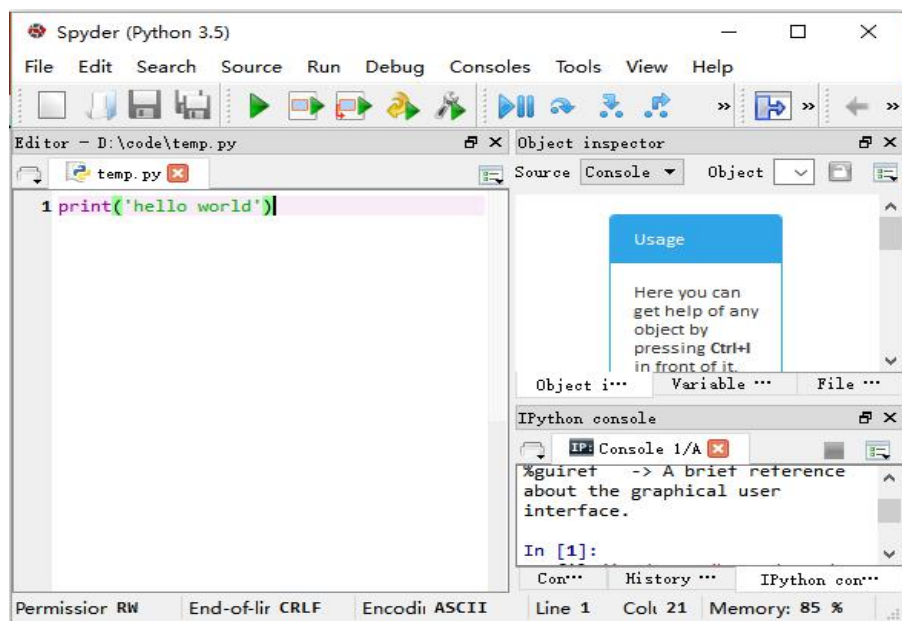 Spyder (Python 3.5)
File Edit Search Source Run Debug Consoles Tools View Help
Editor - D:\code\temp.py
temp.py
1 print('hello world')
Object inspector
Source Console Object
Usage
Here you can
get help of any
object by
pressing Ctrl+I
in front of it.
Object i... Variable ... File ...
IPython console
IP: Console 1/A
%guiref -> A brief reference
about the graphical user
interface.
In [1]:
Con... History ... IPython con...
Permission RW End-of-lir CRLF Encodii ASCII Line 1 Colı 21 Memory: 85 %